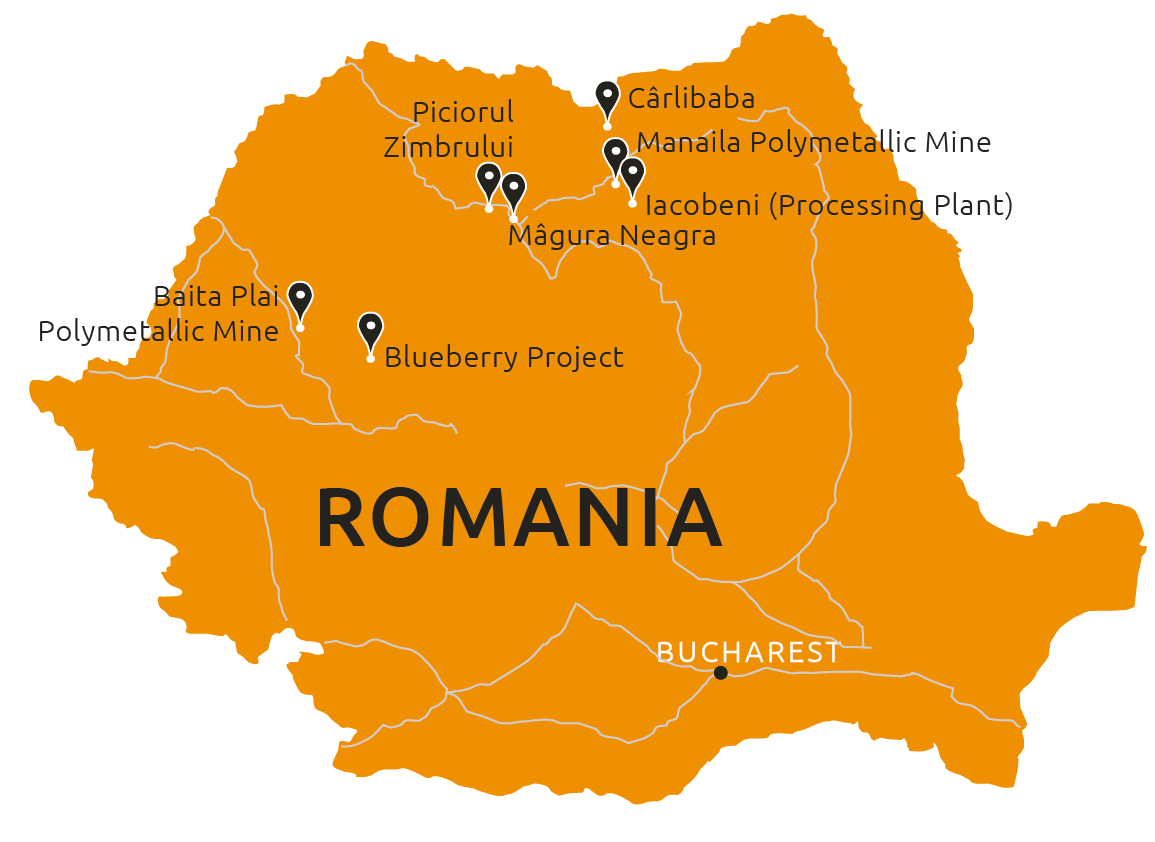 Cârlibaba
Piciorul
Zimbrului
Manaila Polymetallic Mine
Iacobeni (Processing Plant)
Mâgura Neagra
Baita Plai
Polymetallic Mine
Blueberry Project
ROMANIA
BUCHAREST